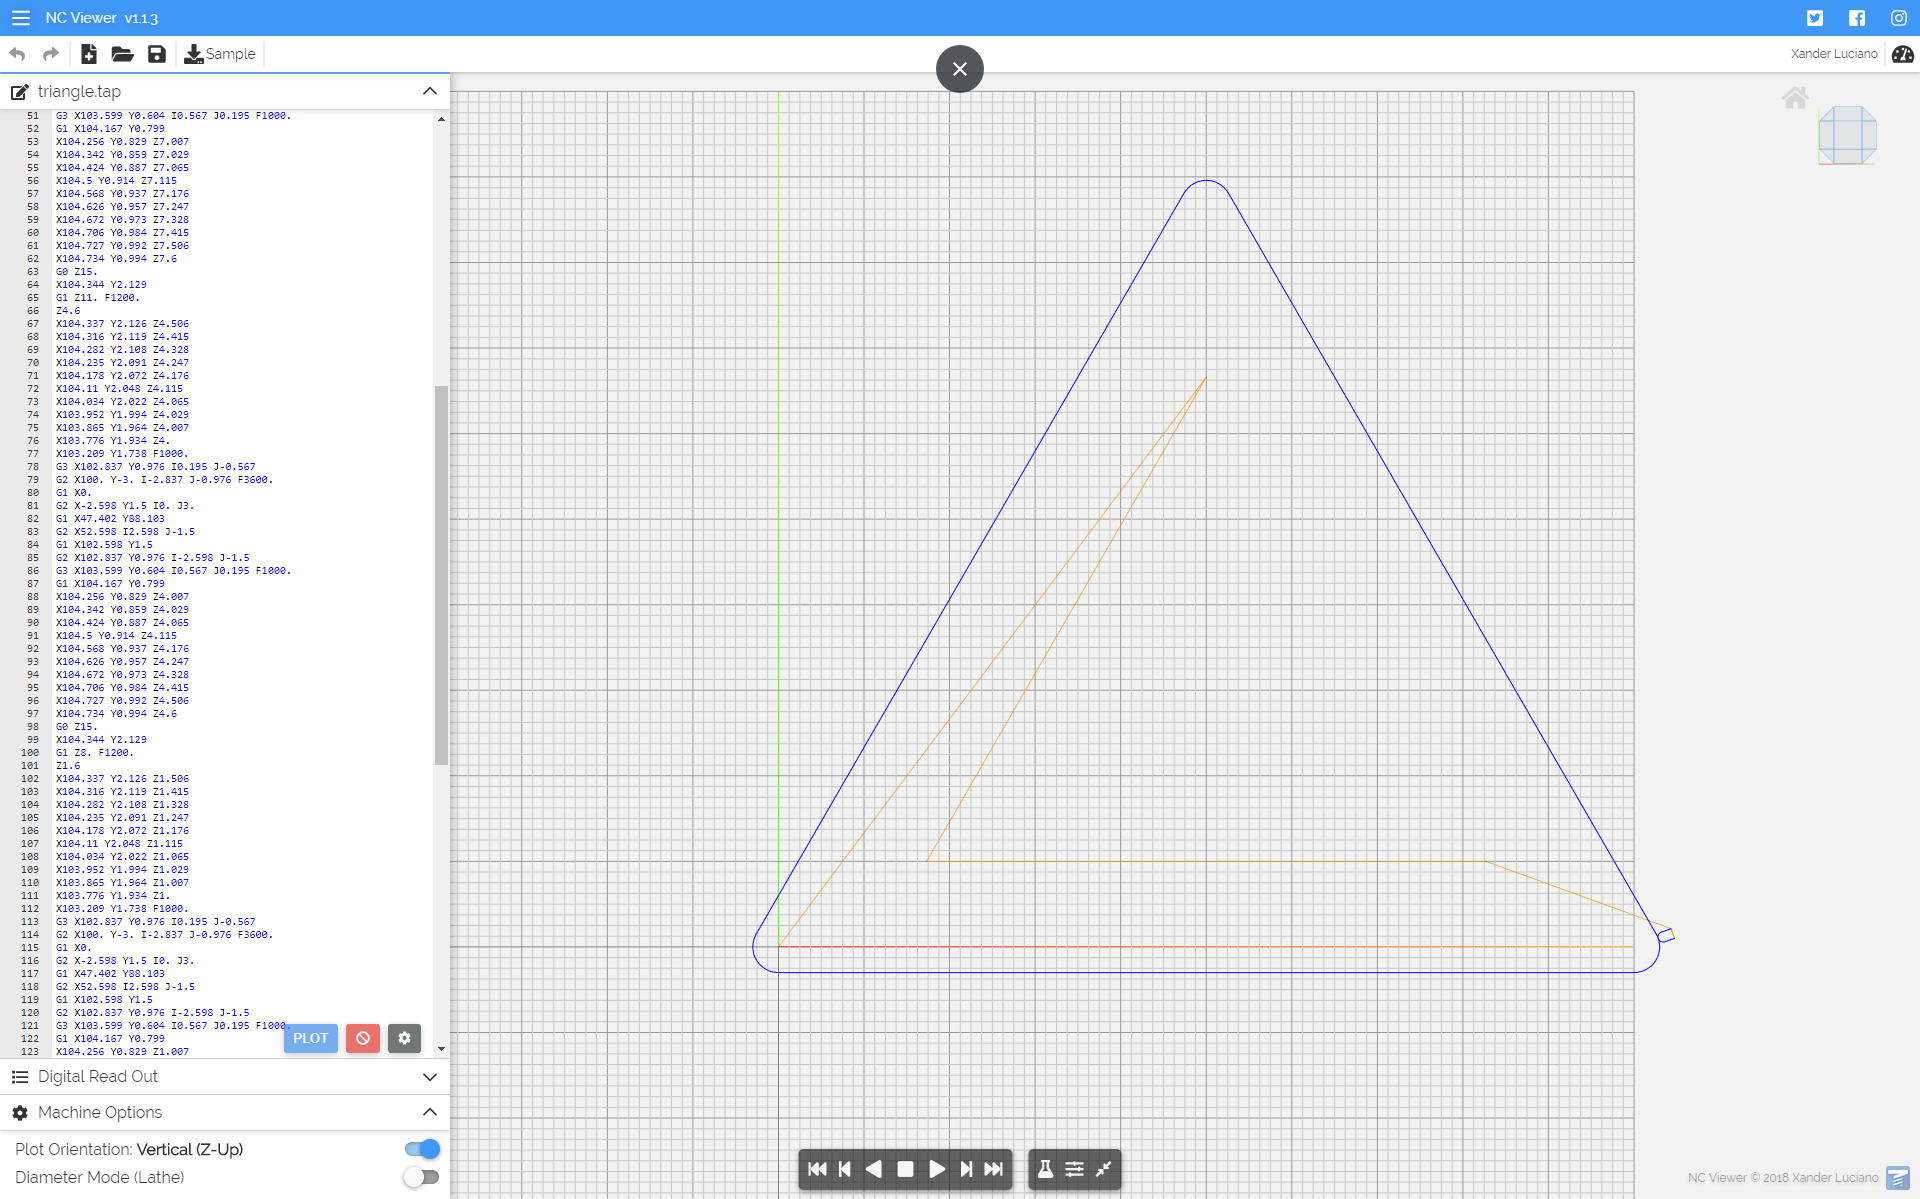 NC Viewer v1.1.3
Sample
Xander Luciano
triangle.tap
51 G3 X103.599 Y0.604 I0.567 J0.195 F1000.
52 G1 X104.167 Y0.799
53 X104.256 Y0.829 Z7.007
54 X104.342 Y0.859 Z7.029
55 X104.424 Y0.887 Z7.065
56 X104.5 Y0.914 Z7.115
57 X104.568 Y0.937 Z7.176
58 X104.626 Y0.957 Z7.247
59 X104.672 Y0.973 Z7.328
60 X104.706 Y0.984 Z7.415
61 X104.727 Y0.992 Z7.506
62 X104.734 Y0.994 Z7.6
63 G0 Z15.
64 X104.344 Y2.129
65 G1 Z11. F1200.
66 Z4.6
67 X104.337 Y2.126 Z4.506
68 X104.316 Y2.119 Z4.415
69 X104.282 Y2.108 Z4.328
70 X104.235 Y2.091 Z4.247
71 X104.178 Y2.072 Z4.176
72 X104.11 Y2.048 Z4.115
73 X104.034 Y2.022 Z4.065
74 X103.952 Y1.994 Z4.029
75 X103.865 Y1.964 Z4.007
76 X103.776 Y1.934 Z4.
77 X103.209 Y1.738 F1000.
78 G3 X102.837 Y0.976 I0.195 J-0.567
79 G2 X100. Y-3. I-2.837 J-0.976 F3600.
80 G1 X0.
81 G2 X-2.598 Y1.5 I0. J3.
82 G1 X47.402 Y88.103
83 G2 X52.598 I2.598 J-1.5
84 G1 X102.598 Y1.5
85 G2 X102.837 Y0.976 I-2.598 J-1.5
86 G3 X103.599 Y0.604 I0.567 J0.195 F1000.
87 G1 X104.167 Y0.799
88 X104.256 Y0.829 Z4.007
89 X104.342 Y0.859 Z4.029
90 X104.424 Y0.887 Z4.065
91 X104.5 Y0.914 Z4.115
92 X104.568 Y0.937 Z4.176
93 X104.626 Y0.957 Z4.247
94 X104.672 Y0.973 Z4.328
95 X104.706 Y0.984 Z4.415
96 X104.727 Y0.992 Z4.506
97 X104.734 Y0.994 Z4.6
98 G0 Z15.
99 X104.344 Y2.129
100 G1 Z8. F1200.
101 Z1.6
102 X104.337 Y2.126 Z1.506
103 X104.316 Y2.119 Z1.415
104 X104.282 Y2.108 Z1.328
105 X104.235 Y2.091 Z1.247
106 X104.178 Y2.072 Z1.176
107 X104.11 Y2.048 Z1.115
108 X104.034 Y2.022 Z1.065
109 X103.952 Y1.994 Z1.029
110 X103.865 Y1.964 Z1.007
111 X103.776 Y1.934 Z1.
112 X103.209 Y1.738 F1000.
113 G3 X102.837 Y0.976 I0.195 J-0.567
114 G2 X100. Y-3. I-2.837 J-0.976 F3600.
115 G1 X0.
116 G2 X-2.598 Y1.5 I0. J3.
117 G1 X47.402 Y88.103
118 G2 X52.598 I2.598 J-1.5
119 G1 X102.598 Y1.5
120 G2 X102.837 Y0.976 I-2.598 J-1.5
121 G3 X103.599 Y0.604 I0.567 J0.195 F1000.
122 G1 X104.167 Y0.799
123 X104.256 Y0.829 Z1.007
PLOT
Digital Read Out
Machine Options
Plot Orientation: Vertical (Z-Up)
Diameter Mode (Lathe)
NC Viewer © 2018 Xander Luciano